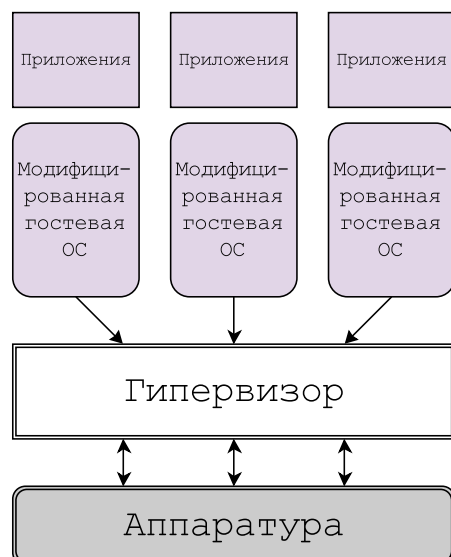 Приложения Приложения Приложения
Модифици- Модифици- Модифици-
рованная рованная рованная
гостевая гостевая гостевая
ОС ОС ОС
Гипервизор
Аппаратура